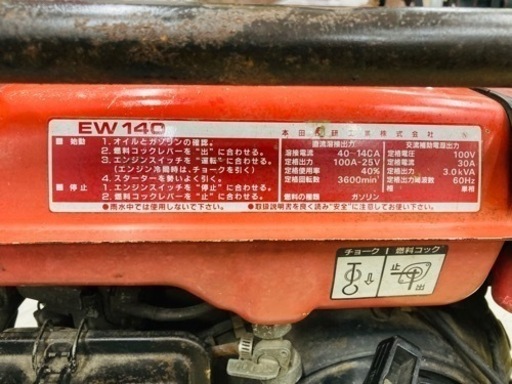 EW 140
本田技研工業株式会社
■始動 1. オイルとガソリンの確認。
2. 燃料コックレバーを“出”に合わせる。
3. エンジンスイッチを“運転”に合わせる。
(エンジン冷間時は、チョークを引く)
4. スターターを勢いよく引く。
■停止 1. エンジンスイッチを“停止”に合わせる。
2. 燃料コックレバーを“止”に合わせる。
直流溶接出力
溶接電流 40-140A
定格出力 100A-25V
定格使用率 40%
定格回転数 3600min
燃料の種類 ガソリン
交流補助電源出力
定格電圧 100V
定格電流 30A
定格出力 3.0kVA
定格出力周波数 60Hz
相 単相
●雨水中では使用しないで下さい。
●取扱説明書を良く読み“安全”に注意してお使い下さい。
チョーク 燃料コック
止
出